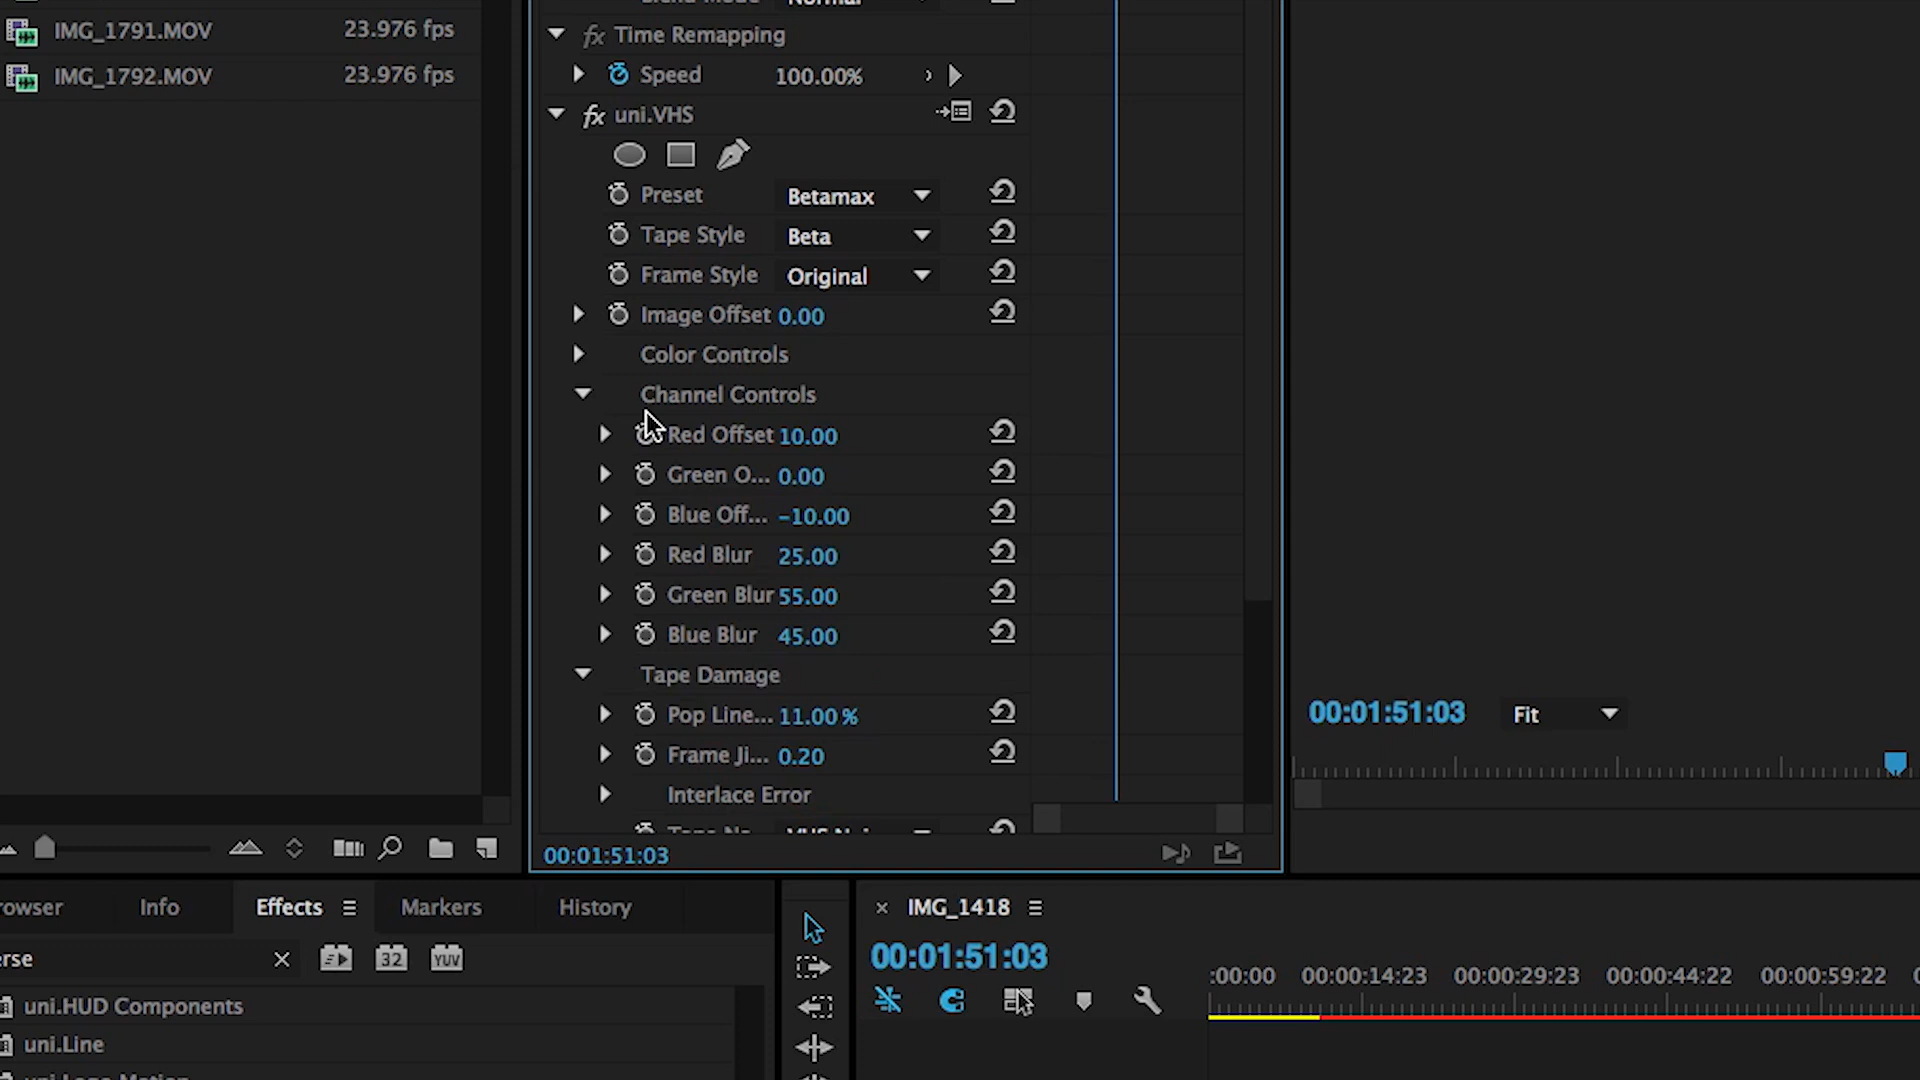 IMG_1791.MOV 23.976 fps
IMG_1792.MOV 23.976 fps
Normal
fx Time Remapping
Speed 100.00%
fx uni.VHS
Preset Betamax
Tape Style Beta
Frame Style Original
Image Offset 0.00
Color Controls
Channel Controls
Red Offset 10.00
Green O... 0.00
Blue Off... -10.00
Red Blur 25.00
Green Blur 55.00
Blue Blur 45.00
Tape Damage
Pop Line... 11.00 %
Frame Ji... 0.20
Interlace Error
00:01:51:03
00:01:51:03 Fit
rowser Info Effects Markers History
rse 32 YUV
uni.HUD Components
uni.Line
× IMG_1418
00:01:51:03
:00:00 00:00:14:23 00:00:29:23 00:00:44:22 00:00:59:22